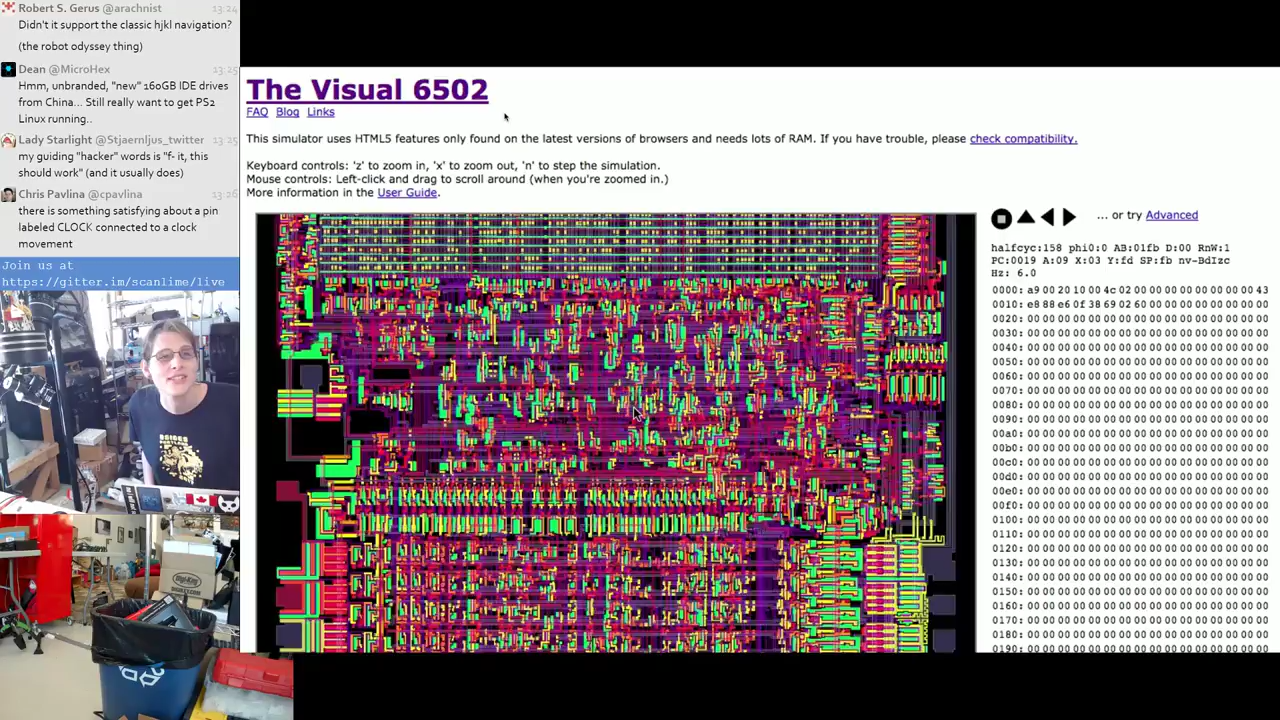 Robert S. Gerus @arachnist 13:24
Didn't it support the classic hjkl navigation?
(the robot odyssey thing)
Dean @MicroHex 13:25
Hmm, unbranded, "new" 160GB IDE drives
from China... Still really want to get PS2
Linux running..
Lady Starlight @Stjaernljus_twitter 13:25
my guiding "hacker" words is "f- it, this
should work" (and it usually does)
Chris Pavlina @cpavlina 13:26
there is something satisfying about a pin
labeled CLOCK connected to a clock
movement
Join us at
https://gitter.im/scanlime/live
The Visual 6502
FAQ Blog Links
This simulator uses HTML5 features only found on the latest versions of browsers and needs lots of RAM. If you have trouble, please check compatibility.
Keyboard controls: 'z' to zoom in, 'x' to zoom out, 'n' to step the simulation.
Mouse controls: Left-click and drag to scroll around (when you're zoomed in.)
More information in the User Guide.
... or try Advanced
halfcyc:158 phi0:0 AB:01fb D:00 RnW:1
PC:0019 A:09 X:03 Y:fd SP:fb nv-BdIzc
Hz: 6.0
0000: a9 00 20 10 00 4c 02 00 00 00 00 00 00 00 00 43
0010: e8 88 e6 0f 38 69 02 60 00 00 00 00 00 00 00 00
0020: 00 00 00 00 00 00 00 00 00 00 00 00 00 00 00 00
0030: 00 00 00 00 00 00 00 00 00 00 00 00 00 00 00 00
0040: 00 00 00 00 00 00 00 00 00 00 00 00 00 00 00 00
0050: 00 00 00 00 00 00 00 00 00 00 00 00 00 00 00 00
0060: 00 00 00 00 00 00 00 00 00 00 00 00 00 00 00 00
0070: 00 00 00 00 00 00 00 00 00 00 00 00 00 00 00 00
0080: 00 00 00 00 00 00 00 00 00 00 00 00 00 00 00 00
0090: 00 00 00 00 00 00 00 00 00 00 00 00 00 00 00 00
00a0: 00 00 00 00 00 00 00 00 00 00 00 00 00 00 00 00
00b0: 00 00 00 00 00 00 00 00 00 00 00 00 00 00 00 00
00c0: 00 00 00 00 00 00 00 00 00 00 00 00 00 00 00 00
00d0: 00 00 00 00 00 00 00 00 00 00 00 00 00 00 00 00
00e0: 00 00 00 00 00 00 00 00 00 00 00 00 00 00 00 00
00f0: 00 00 00 00 00 00 00 00 00 00 00 00 00 00 00 00
0100: 00 00 00 00 00 00 00 00 00 00 00 00 00 00 00 00
0110: 00 00 00 00 00 00 00 00 00 00 00 00 00 00 00 00
0120: 00 00 00 00 00 00 00 00 00 00 00 00 00 00 00 00
0130: 00 00 00 00 00 00 00 00 00 00 00 00 00 00 00 00
0140: 00 00 00 00 00 00 00 00 00 00 00 00 00 00 00 00
0150: 00 00 00 00 00 00 00 00 00 00 00 00 00 00 00 00
0160: 00 00 00 00 00 00 00 00 00 00 00 00 00 00 00 00
0170: 00 00 00 00 00 00 00 00 00 00 00 00 00 00 00 00
0180: 00 00 00 00 00 00 00 00 00 00 00 00 00 00 00 00
0190: 00 00 00 00 00 00 00 00 00 00 00 00 00 00 00 00